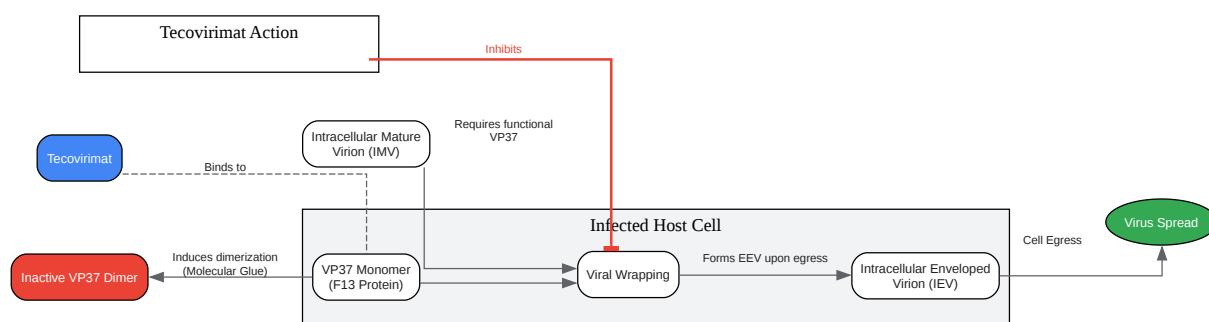 Tecovirimat Action
Inhibits
Requires functional
VP37
Intracellular Mature
Virion (IMV)
Tecovirimat
Binds to
Infected Host Cell
Virus Spread
Cell Egress
Inactive VP37 Dimer
Induces dimerization
(Molecular Glue)
VP37 Monomer
(F13 Protein)
Viral Wrapping
Forms EEV upon egress
Intracellular Enveloped
Virion (IEV)